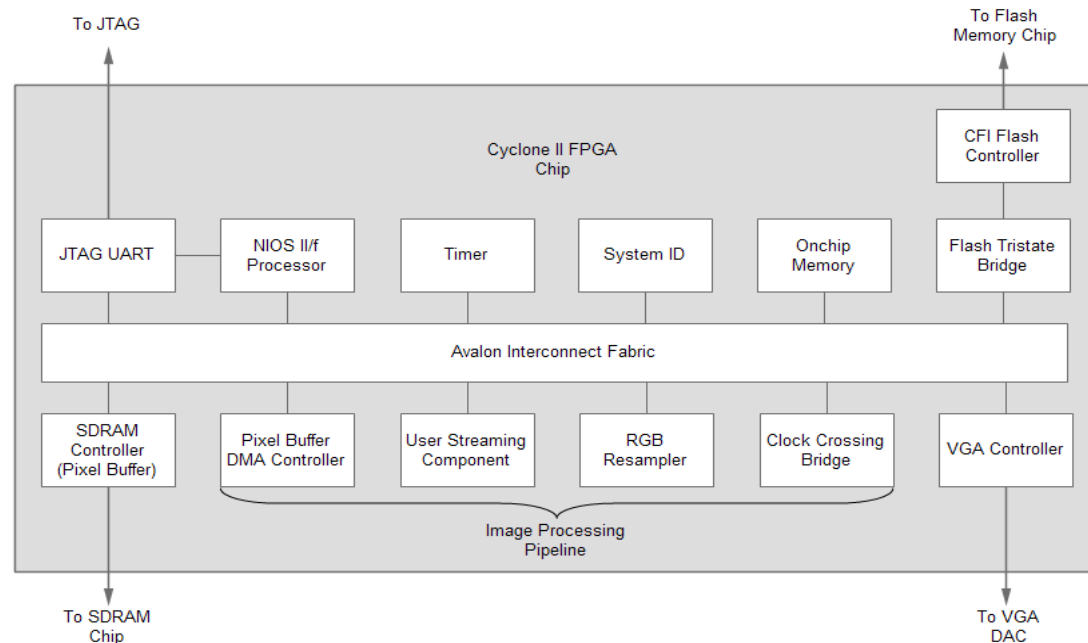 To JTAG
To Flash
Memory Chip
Cyclone II FPGA
Chip
CFI Flash
Controller
JTAG UART
NIOS II/f
Processor
Timer
System ID
Onchip
Memory
Flash Tristate
Bridge
Avalon Interconnect Fabric
SDRAM
Controller
(Pixel Buffer)
Pixel Buffer
DMA Controller
User Streaming
Component
RGB
Resampler
Clock Crossing
Bridge
VGA Controller
Image Processing
Pipeline
To SDRAM
Chip
To VGA
DAC